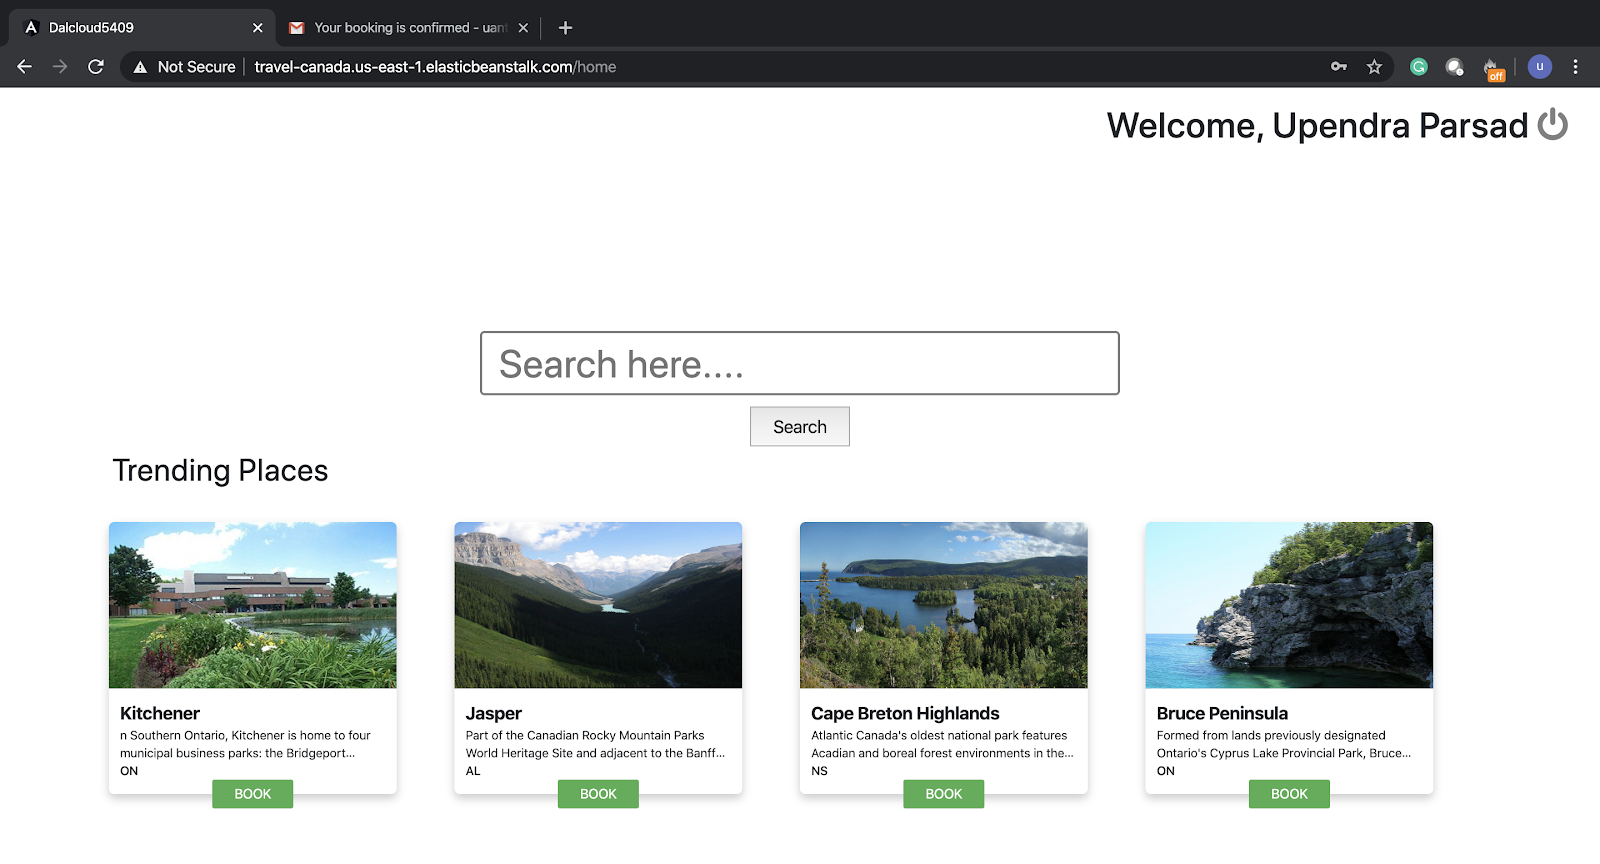 Dalcloud5409
Your booking is confirmed - uan
Not Secure
travel-canada.us-east-1.elasticbeanstalk.com/home
off
u
Welcome, Upendra Parsad
Search here....
Search
Trending Places
Kitchener
n Southern Ontario, Kitchener is home to four
municipal business parks: the Bridgeport...
ON
BOOK
Jasper
Part of the Canadian Rocky Mountain Parks
World Heritage Site and adjacent to the Banff...
AL
BOOK
Cape Breton Highlands
Atlantic Canada's oldest national park features
Acadian and boreal forest environments in the...
NS
BOOK
Bruce Peninsula
Formed from lands previously designated
Ontario's Cyprus Lake Provincial Park, Bruce...
ON
BOOK